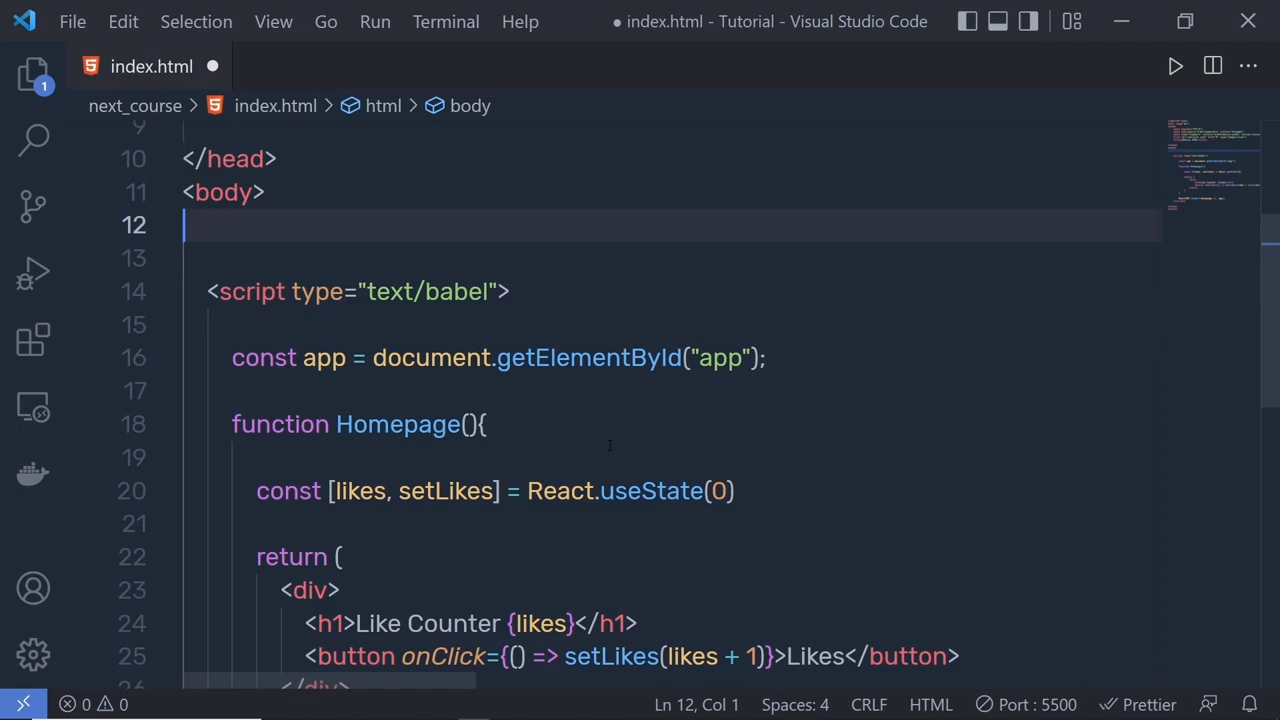 File Edit Selection View Go Run Terminal Help ● index.html - Tutorial - Visual Studio Code
1
index.html ●
next_course > index.html > html > body
9
10 </head>
11 <body>
12
13
14 <script type="text/babel">
15
16 const app = document.getElementById("app");
17
18 function Homepage(){
19
20 const [likes, setLikes] = React.useState(0)
21
22 return (
23 <div>
24 <h1>Like Counter {likes}</h1>
25 <button onClick={() => setLikes(likes + 1)}>Likes</button>
26 </div>
0 0 Ln 12, Col 1 Spaces: 4 CRLF HTML Port : 5500 Prettier